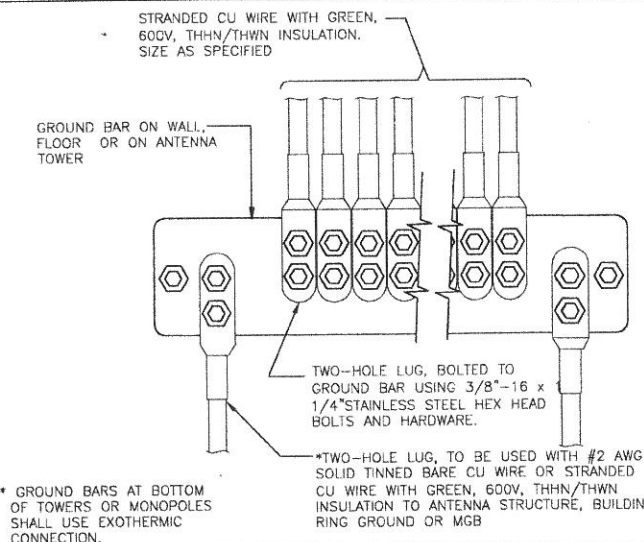 STRANDED CU WIRE WITH GREEN,
600V, THHN/THWN INSULATION.
SIZE AS SPECIFIED
GROUND BAR ON WALL,
FLOOR OR ON ANTENNA
TOWER
TWO-HOLE LUG, BOLTED TO
GROUND BAR USING 3/8"-16 x 1
1/4"STAINLESS STEEL HEX HEAD
BOLTS AND HARDWARE.
*TWO-HOLE LUG, TO BE USED WITH #2 AWG
SOLID TINNED BARE CU WIRE OR STRANDED
CU WIRE WITH GREEN, 600V, THHN/THWN
INSULATION TO ANTENNA STRUCTURE, BUILDIN
RING GROUND OR MGB
* GROUND BARS AT BOTTOM
OF TOWERS OR MONOPOLES
SHALL USE EXOTHERMIC
CONNECTION.